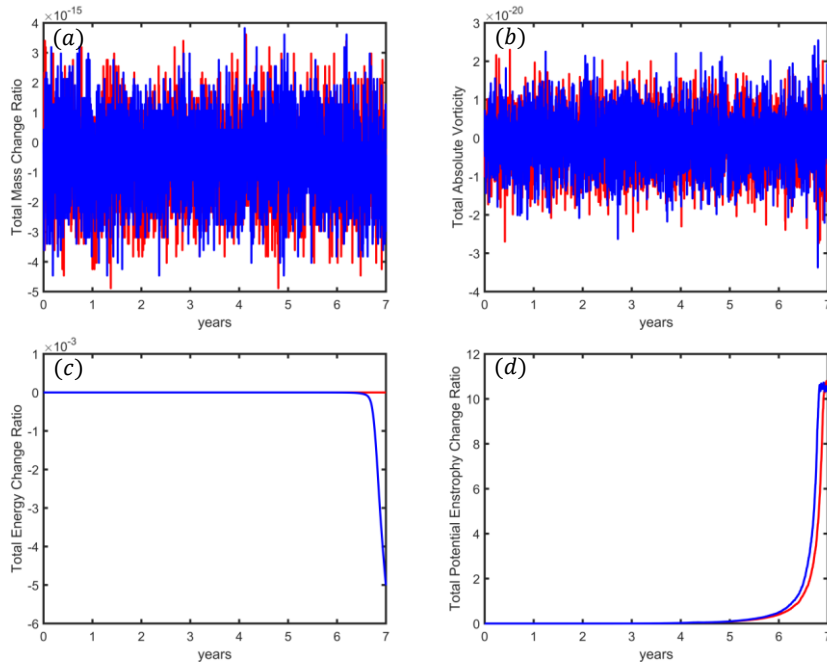 ×10⁻¹⁵
(a)
4
3
2
1
0
-1
-2
-3
-4
-5
Total Mass Change Ratio
0 1 2 3 4 5 6 7
years
×10⁻²⁰
(b)
3
2
1
0
-1
-2
-3
-4
Total Absolute Vorticity
0 1 2 3 4 5 6 7
years
×10⁻³
(c)
1
0
-1
-2
-3
-4
-5
-6
Total Energy Change Ratio
0 1 2 3 4 5 6 7
years
(d)
12
10
8
6
4
2
0
Total Potential Enstrophy Change Ratio
0 1 2 3 4 5 6 7
years